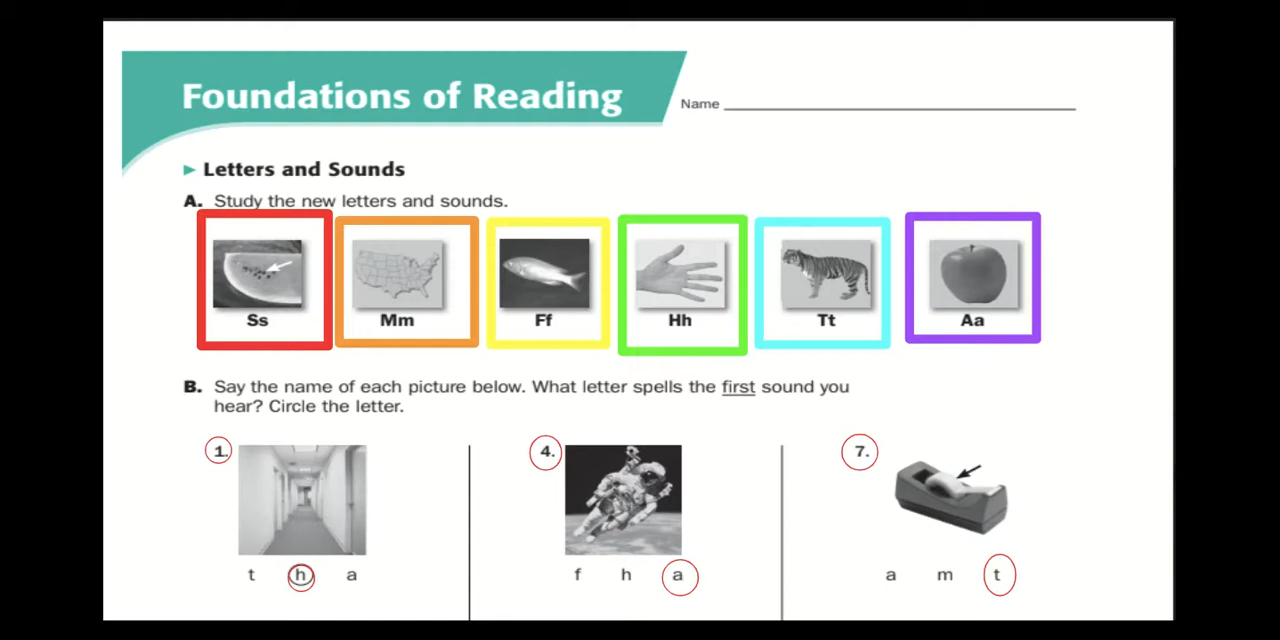 Foundations of Reading
Name
Letters and Sounds
A. Study the new letters and sounds.
Ss Mm Ff Hh Tt Aa
B. Say the name of each picture below. What letter spells the first sound you
hear? Circle the letter.
1. 4. 7.
t h a f h a a m t